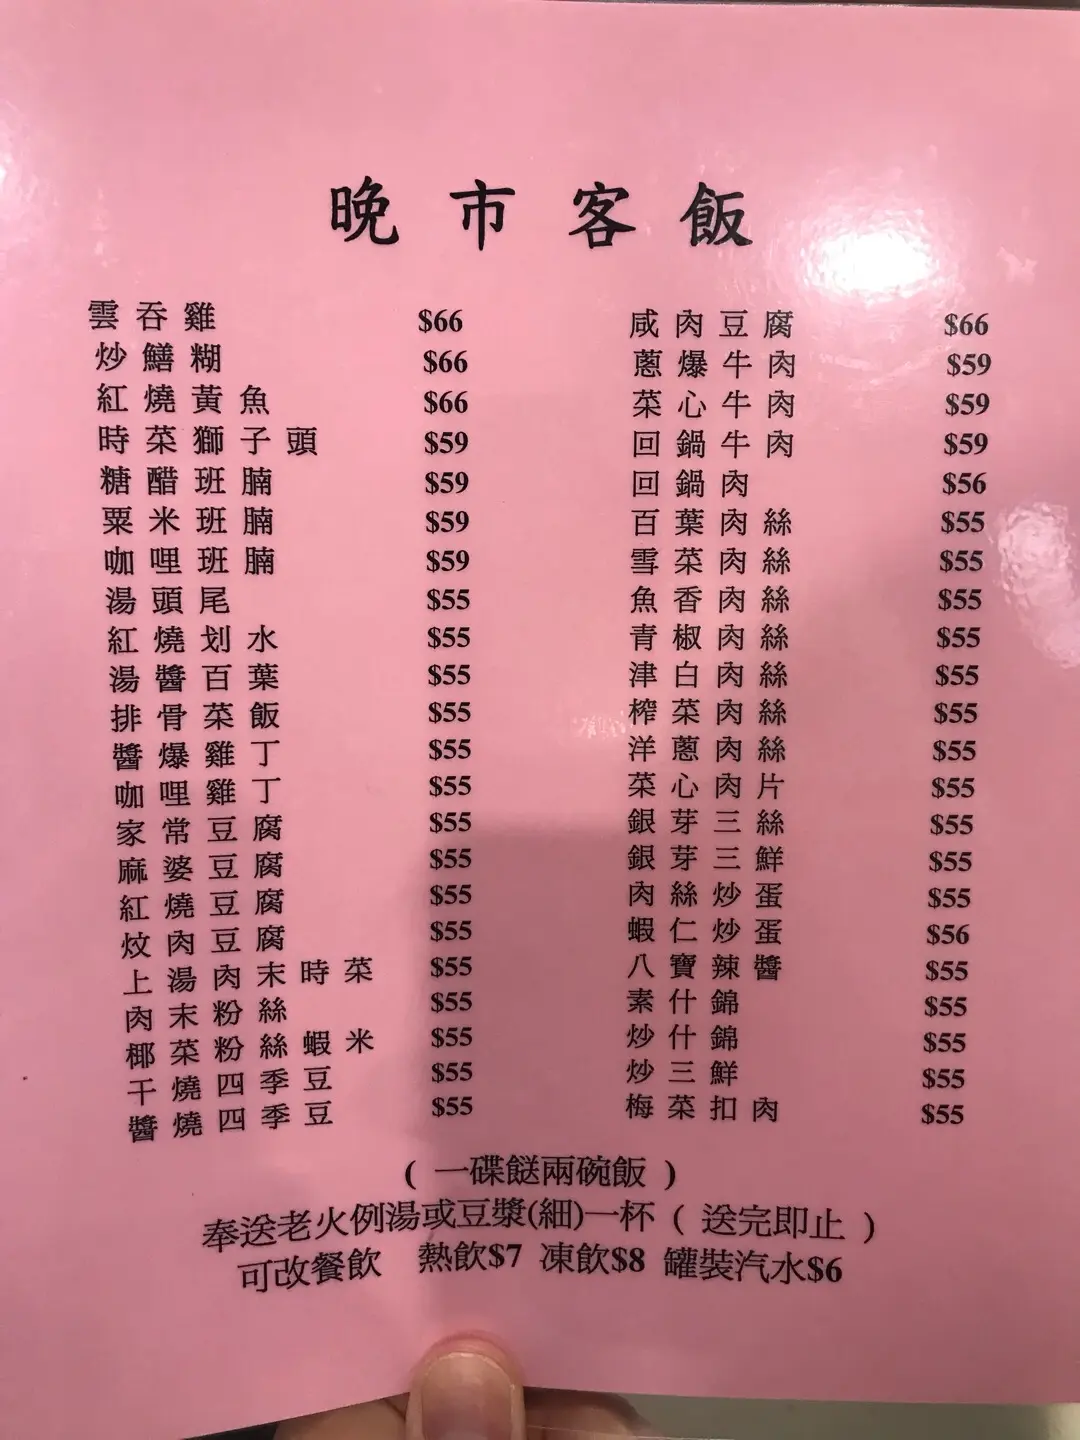 晚市客飯
雲吞雞 $66
炒鱔糊 $66
紅燒黃魚 $66
時菜獅子頭 $59
糖醋班腩 $59
粟米班腩 $59
咖哩班腩 $59
湯頭尾 $55
紅燒划水 $55
湯醬百葉 $55
排骨菜飯 $55
醬爆雞丁 $55
咖哩雞丁 $55
家常豆腐 $55
麻婆豆腐 $55
紅燒豆腐 $55
炆肉豆腐 $55
上湯肉末時菜 $55
肉末粉絲 $55
椰菜粉絲蝦米 $55
干燒四季豆 $55
醬燒四季豆 $55
咸肉豆腐 $66
蔥爆牛肉 $59
菜心牛肉 $59
回鍋牛肉 $59
回鍋肉 $56
百葉肉絲 $55
雪菜肉絲 $55
魚香肉絲 $55
青椒肉絲 $55
津白肉絲 $55
榨菜肉絲 $55
洋蔥肉絲 $55
菜心肉片 $55
銀芽三絲 $55
銀芽三鮮 $55
肉絲炒蛋 $55
蝦仁炒蛋 $56
八寶辣醬 $55
素什錦 $55
炒什錦 $55
炒三鮮 $55
梅菜扣肉 $55
( 一碟餸兩碗飯 )
奉送老火例湯或豆漿(細)一杯 ( 送完即止 )
可改餐飲 熱飲$7 凍飲$8 罐裝汽水$6